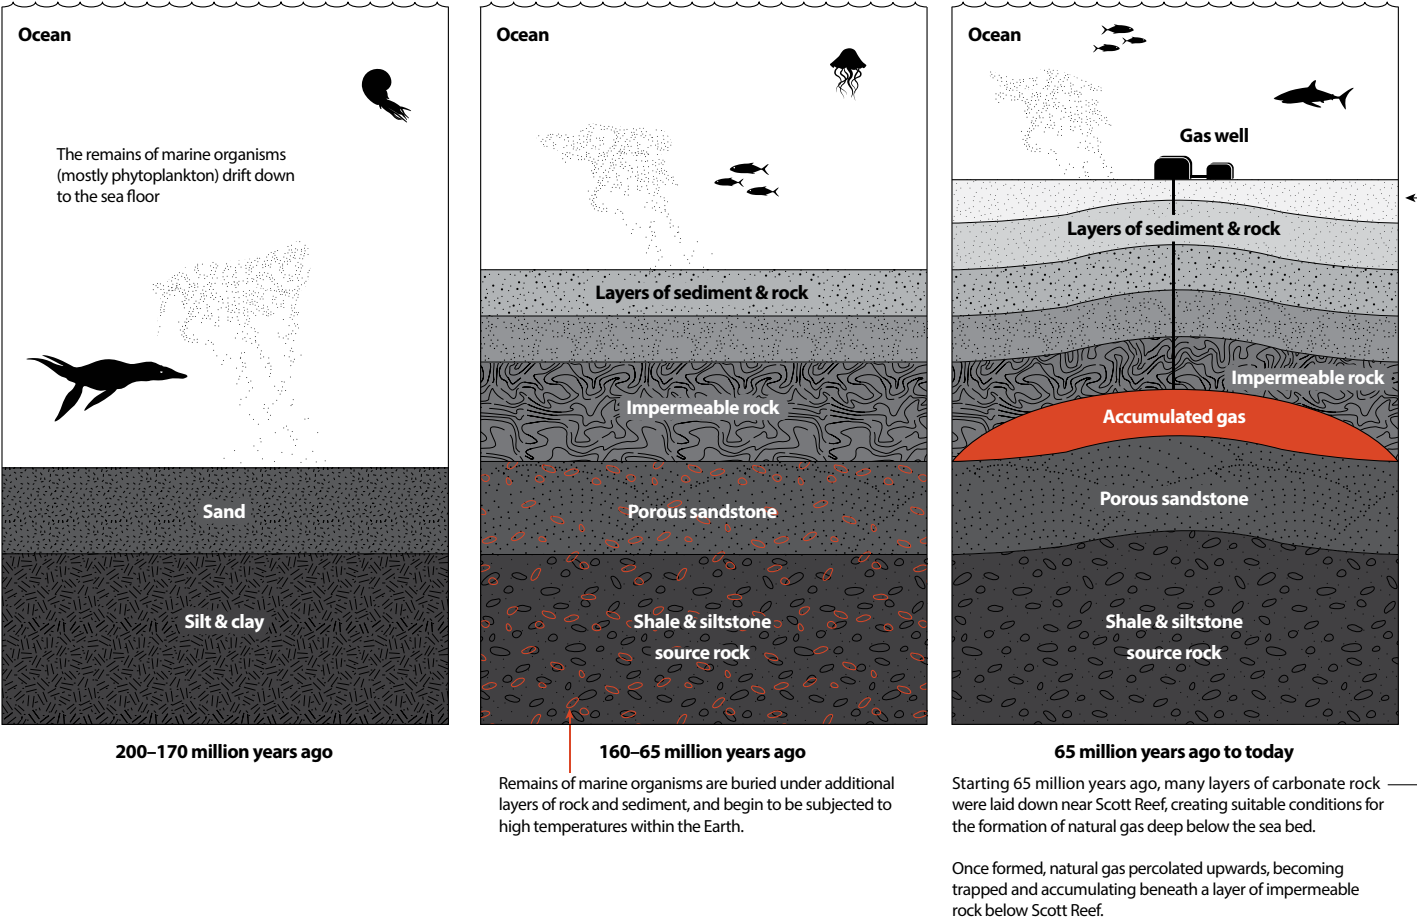 Ocean
The remains of marine organisms
(mostly phytoplankton) drift down
to the sea floor
Sand
Silt & clay
200–170 million years ago
Ocean
Layers of sediment & rock
Impermeable rock
Porous sandstone
Shale & siltstone
source rock
160–65 million years ago
Remains of marine organisms are buried under additional
layers of rock and sediment, and begin to be subjected to
high temperatures within the Earth.
Ocean
Gas well
Layers of sediment & rock
Impermeable rock
Accumulated gas
Porous sandstone
Shale & siltstone
source rock
65 million years ago to today
Starting 65 million years ago, many layers of carbonate rock
were laid down near Scott Reef, creating suitable conditions for
the formation of natural gas deep below the sea bed.
Once formed, natural gas percolated upwards, becoming
trapped and accumulating beneath a layer of impermeable
rock below Scott Reef.